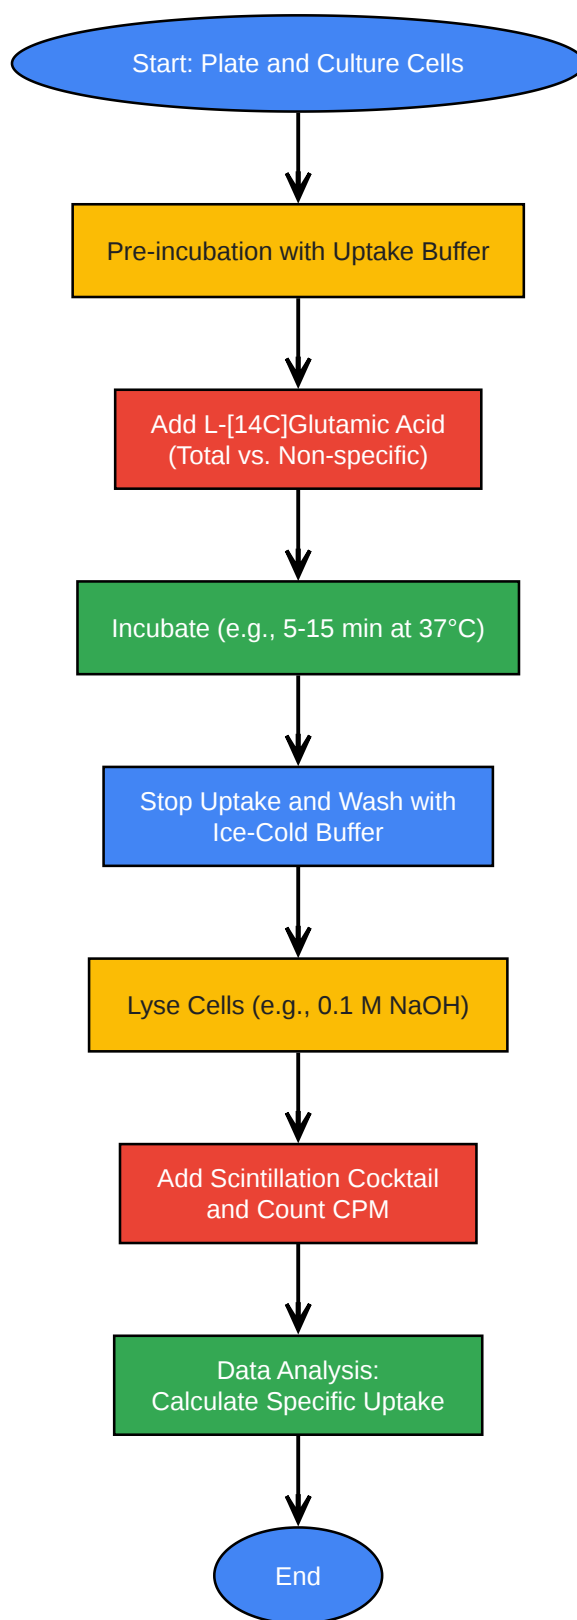 Start: Plate and Culture Cells
Pre-incubation with Uptake Buffer
Add L-[14C]Glutamic Acid
(Total vs. Non-specific)
Incubate (e.g., 5-15 min at 37°C)
Stop Uptake and Wash with
Ice-Cold Buffer
Lyse Cells (e.g., 0.1 M NaOH)
Add Scintillation Cocktail
and Count CPM
Data Analysis:
Calculate Specific Uptake
End